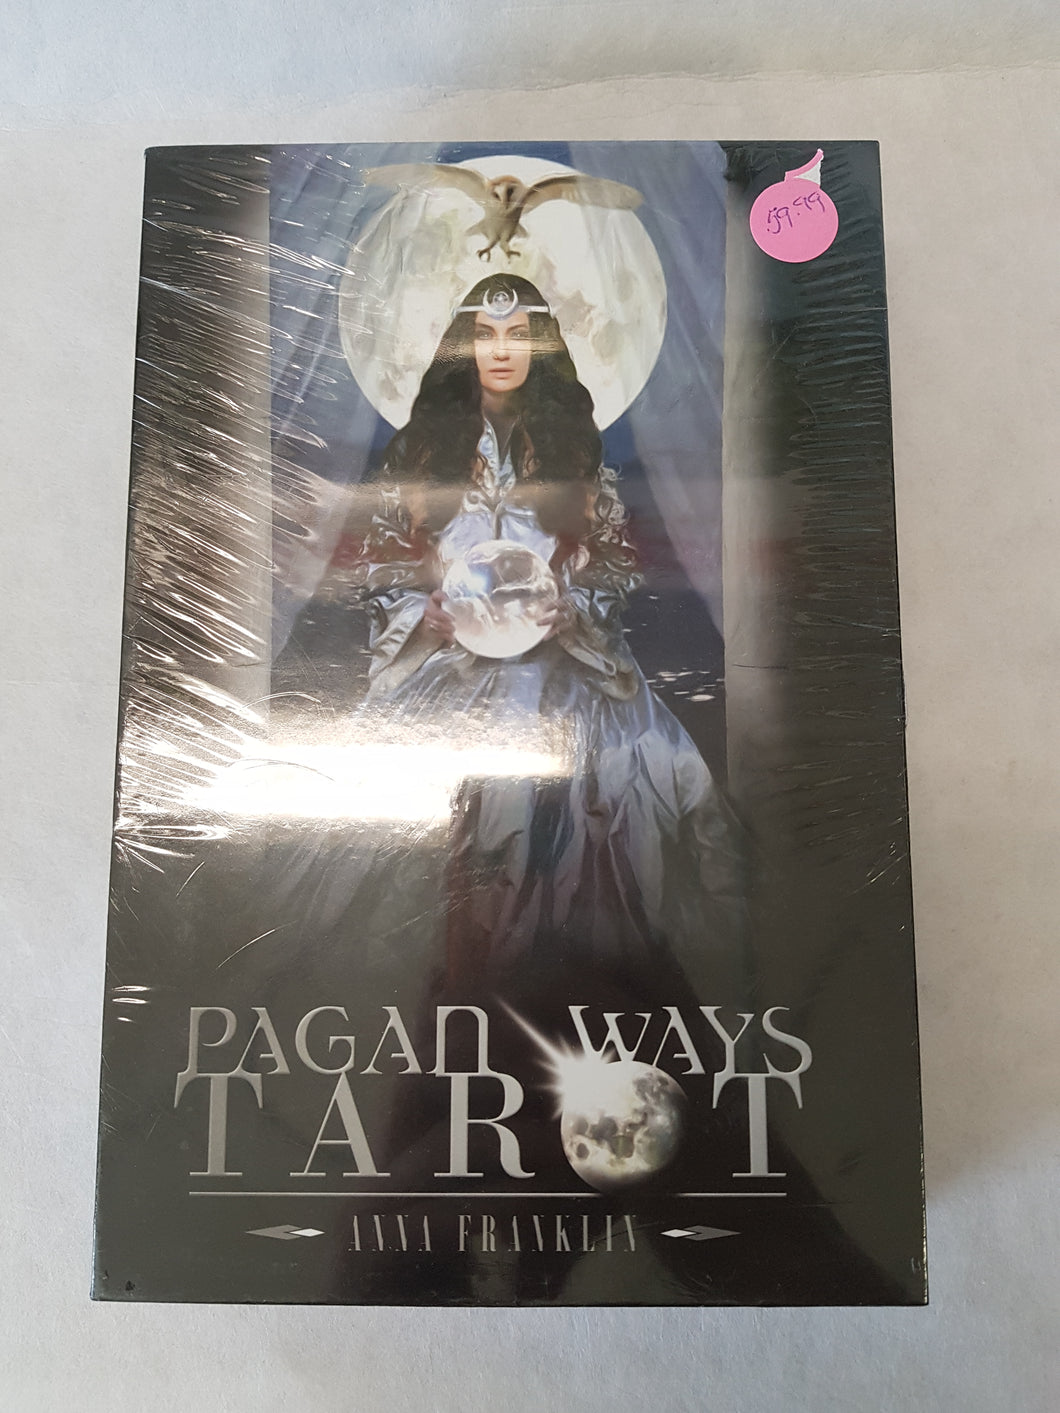 59.99
PAGAN WAYS
TAROT
ANNA FRANKLIN